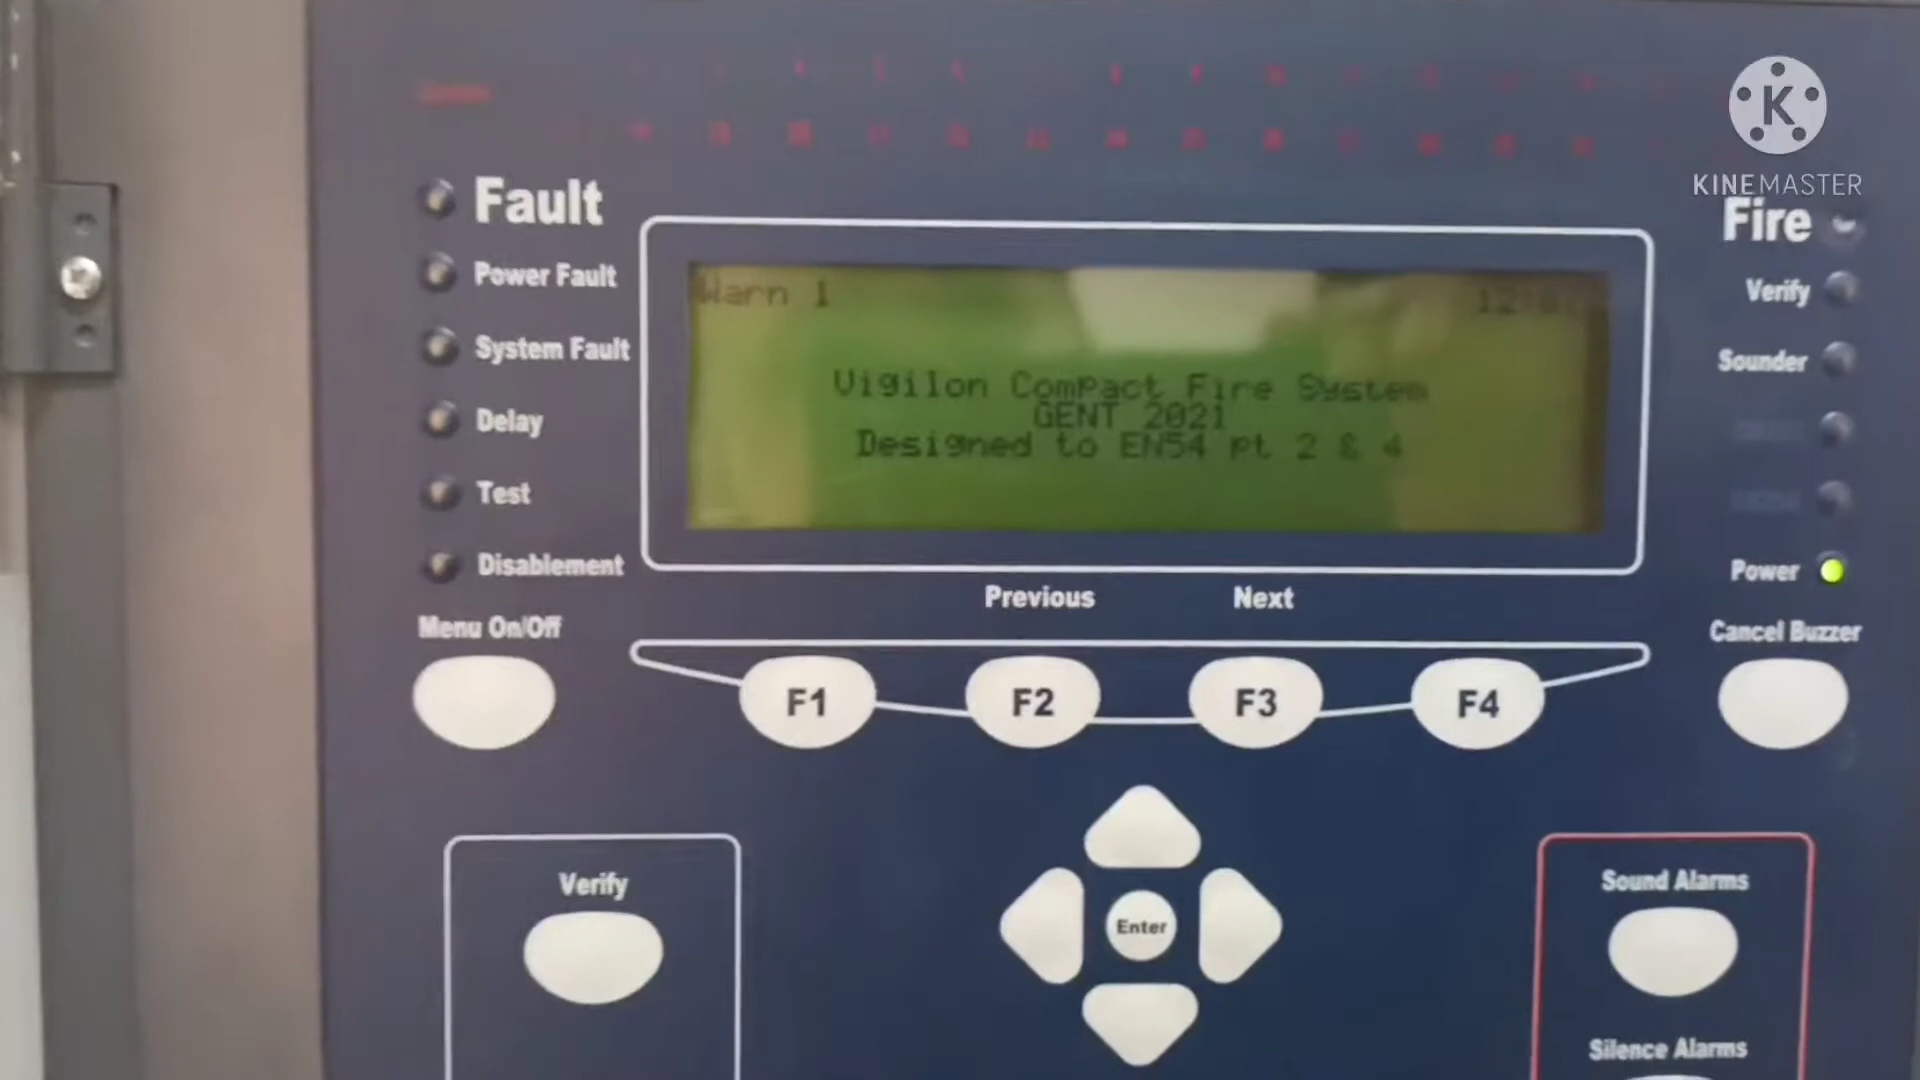 KINEMASTER
Fault
Fire
Power Fault
Verify
System Fault
Sounder
Delay
Test
Disablement
Power
Warn 1
Vigilon Compact Fire System
GENT 2021
Designed to EN54 pt 2 & 4
Previous
Next
Menu On/Off
Cancel Buzzer
F1
F2
F3
F4
Verify
Enter
Sound Alarms
Silence Alarms